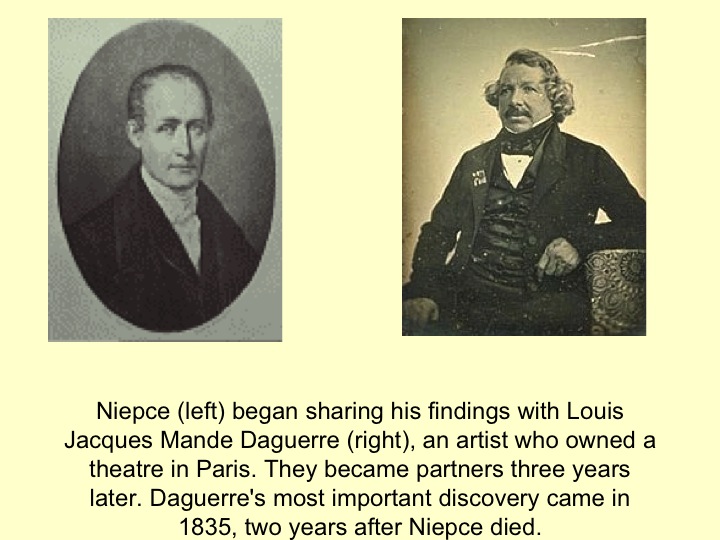 Niepce (left) began sharing his findings with Louis
Jacques Mande Daguerre (right), an artist who owned a
theatre in Paris. They became partners three years
later. Daguerre's most important discovery came in
1835, two years after Niepce died.